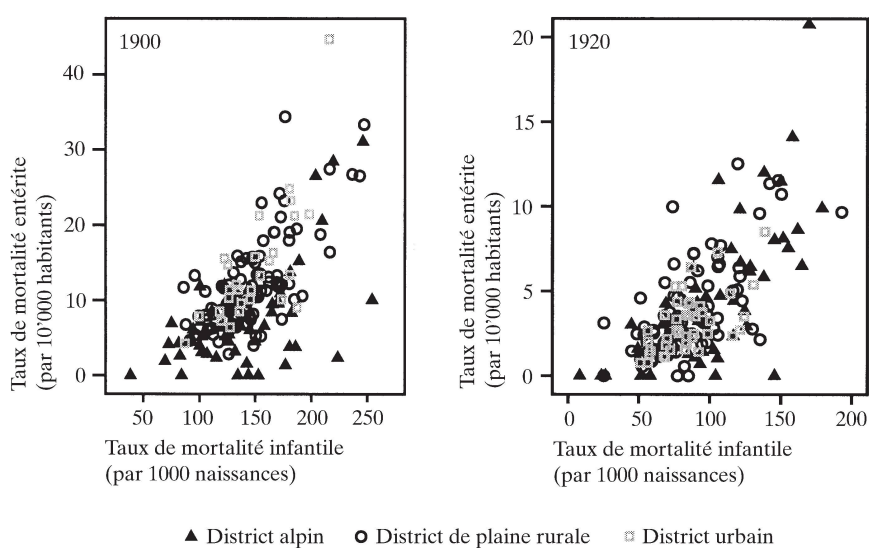 1900
Taux de mortalité entérite
(par 10'000 habitants)
40
30
20
10
0
50 100 150 200 250
Taux de mortalité infantile
(par 1000 naissances)
1920
Taux de mortalité entérite
(par 10'000 habitants)
20
15
10
5
0
0 50 100 150 200
Taux de mortalité infantile
(par 1000 naissances)
District alpin District de plaine rurale District urbain